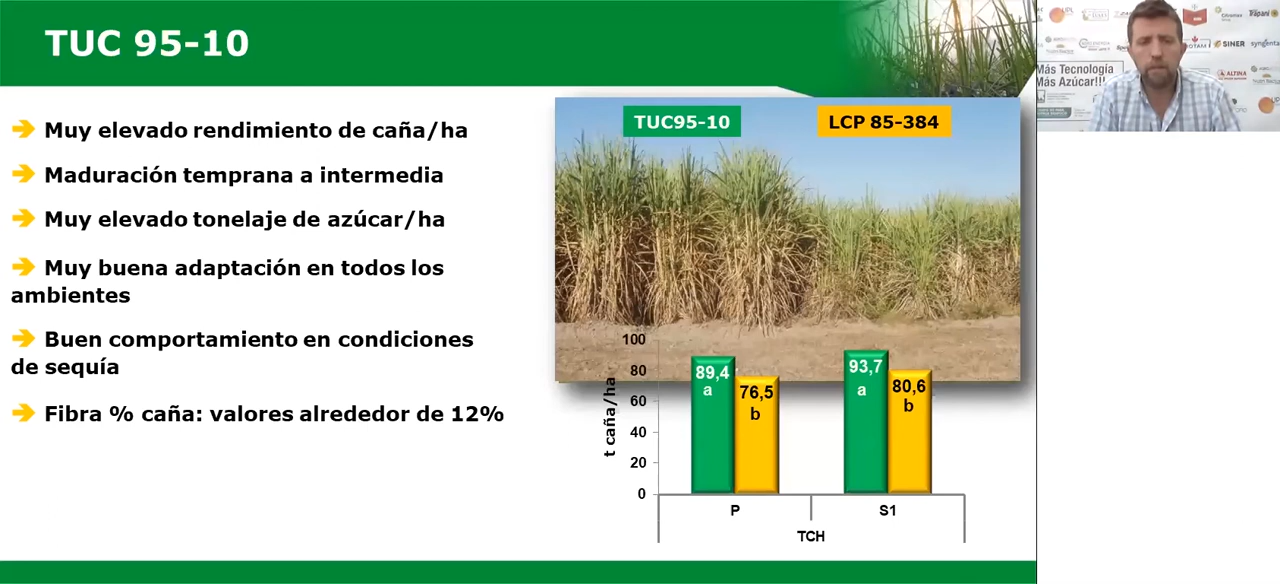 TUC 95-10
Muy elevado rendimiento de caña/ha
Maduración temprana a intermedia
Muy elevado tonelaje de azúcar/ha
Muy buena adaptación en todos los
ambientes
Buen comportamiento en condiciones
de sequía
Fibra % caña: valores alrededor de 12%
TUC95-10
LCP 85-384
t caña/ha
100
80
60
40
20
0
89,4
a
76,5
b
93,7
a
80,6
b
P
S1
TCH
UPL
Citromax
Trápani
SINER
syngenta
Más Tecnología
Más Azúcar!!!
ALTINA